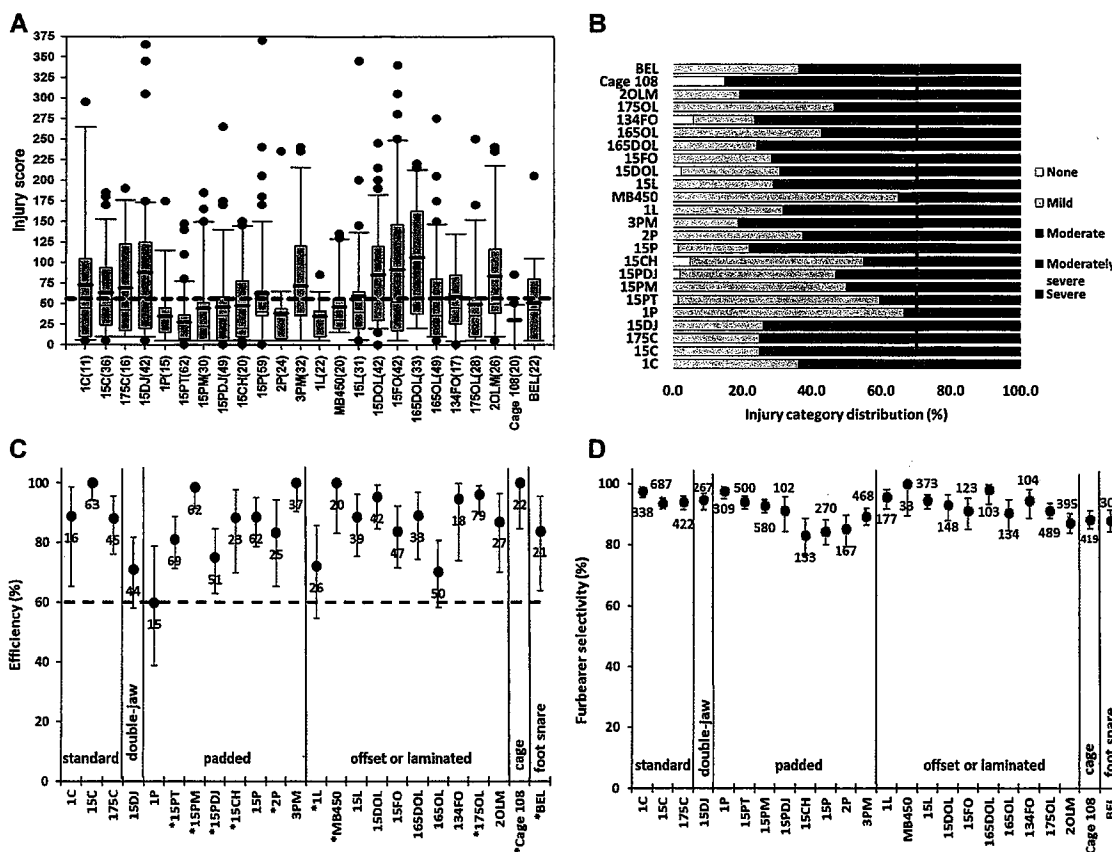 A
Injury score
375
350
325
300
275
250
225
200
175
150
125
100
75
50
25
0
1C(11)
15C(36)
175C(16)
15DJ(42)
1P(15)
15PT(62)
15PM(30)
15PDJ(49)
15CH(20)
15P(59)
2P(24)
3PM(32)
1L(22)
MB450(20)
15L(31)
15DOL(42)
15FO(42)
165DOL(33)
165OL(49)
134FO(17)
175OL(28)
2OLM(26)
Cage 108(20)
BEL(22)
B
BEL
Cage 108
2OLM
175OL
134FO
165OL
165DOL
15FO
15DOL
15L
MB450
1L
3PM
2P
15P
15CH
15PDJ
15PM
15PT
1P
15DJ
175C
15C
1C
0.0 20.0 40.0 60.0 80.0 100.0
Injury category distribution (%)
None
Mild
Moderate
Moderately
severe
Severe
C
Efficiency (%)
100
80
60
40
20
0
16
63
45
44
15
69
62
51
23
62
25
37
26
20
39
42
47
33
50
18
79
27
22
21
standard
double-jaw
padded
offset or laminated
cage
foot snare
1C
15C
175C
15DJ
1P
*15PT
*15PM
*15PDJ
*15CH
15P
*2P
3PM
*1L
*MB450
15L
15DOL
15FO
165DOL
165OL
134FO
*175OL
2OLM
*Cage 108
*BEL
D
Furbearer selectivity (%)
100
80
60
40
20
0
338
687
422
267
309
500
580
102
153
270
167
468
177
33
373
148
123
103
134
104
489
395
419
30
standard
double-jaw
padded
offset or laminated
cage
foot snare
1C
15C
175C
15DJ
1P
15PT
15PM
15PDJ
15CH
15P
2P
3PM
1L
MB450
15L
15DOL
15FO
165DOL
165OL
134FO
175OL
2OLM
Cage 108
BEL